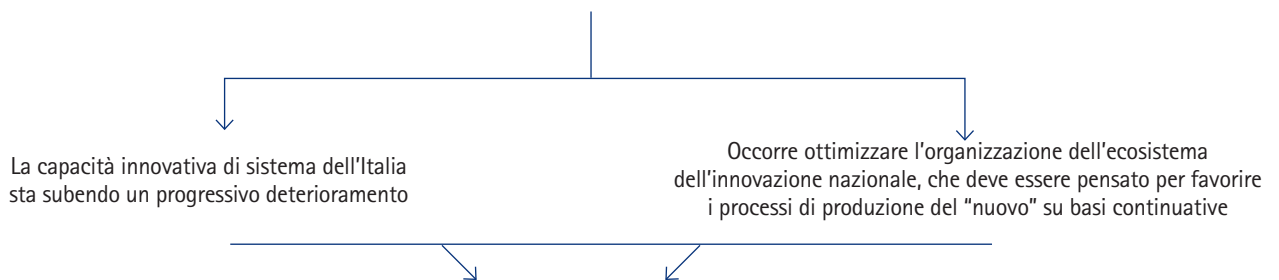 La capacità innovativa di sistema dell'Italia
sta subendo un progressivo deterioramento
Occorre ottimizzare l'organizzazione dell'ecosistema
dell'innovazione nazionale, che deve essere pensato per favorire
i processi di produzione del “nuovo” su basi continuative